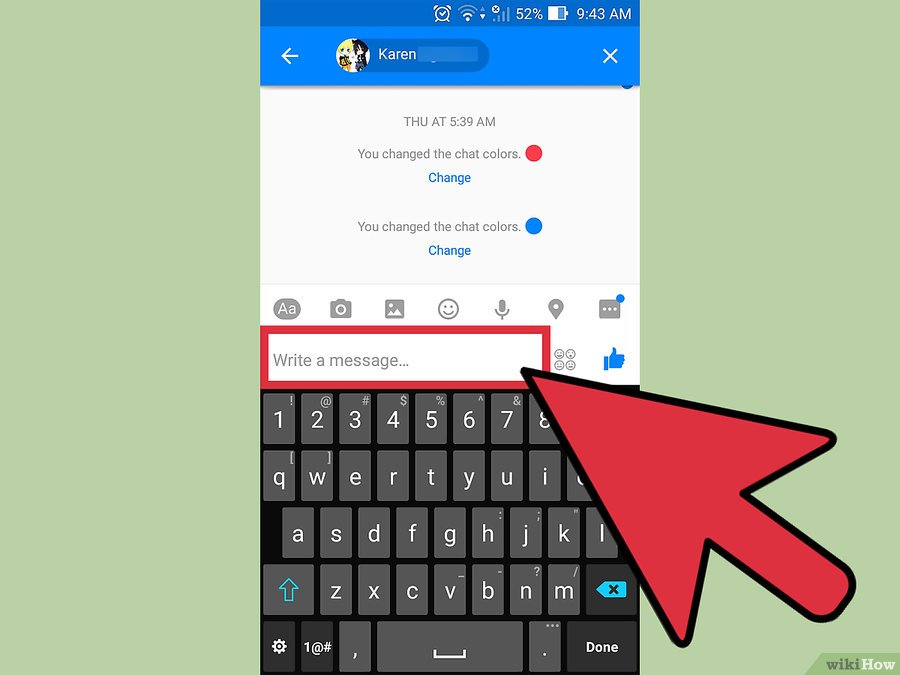 52% 9:43 AM
Karen
THU AT 5:39 AM
You changed the chat colors.
Change
You changed the chat colors.
Change
Aa
Write a message...
! @ # $ % ^ &
1 2 3 4 5 6 7 8
[ ]
q w e r t y u i
: ; "
a s d f g h j k l
_ - ? /
z x c v b n m
1@# , . Done
wikiHow